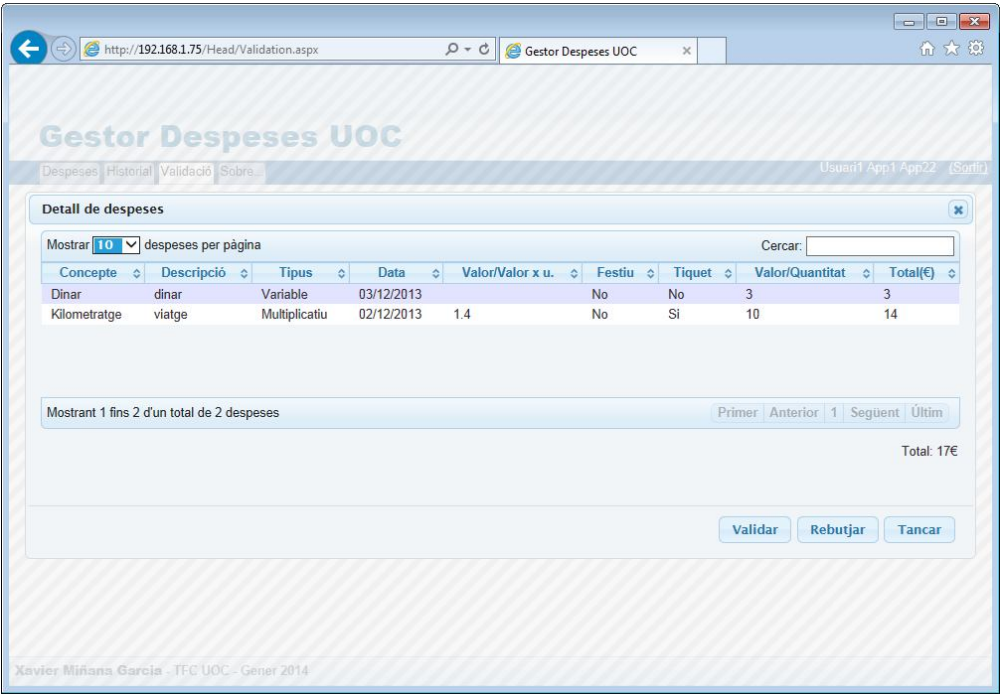 http://192.168.1.75/Head/Validation.aspx Gestor Despeses UOC
Gestor Despeses UOC
Despeses Historial Validació Sobre... Usuari1 App1 App22 (Sortir)
Detall de despeses
Mostrar 10 despeses per pàgina Cercar:
Concepte Descripció Tipus Data Valor/Valor x u. Festiu Tiquet Valor/Quantitat Total(€)
Dinar dinar Variable 03/12/2013 No No 3 3
Kilometratge viatge Multiplicatiu 02/12/2013 1.4 No Si 10 14
Mostrant 1 fins 2 d'un total de 2 despeses Primer Anterior 1 Següent Últim
Total: 17€
Validar Rebutjar Tancar
Xavier Miñana Garcia - TFC UOC - Gener 2014